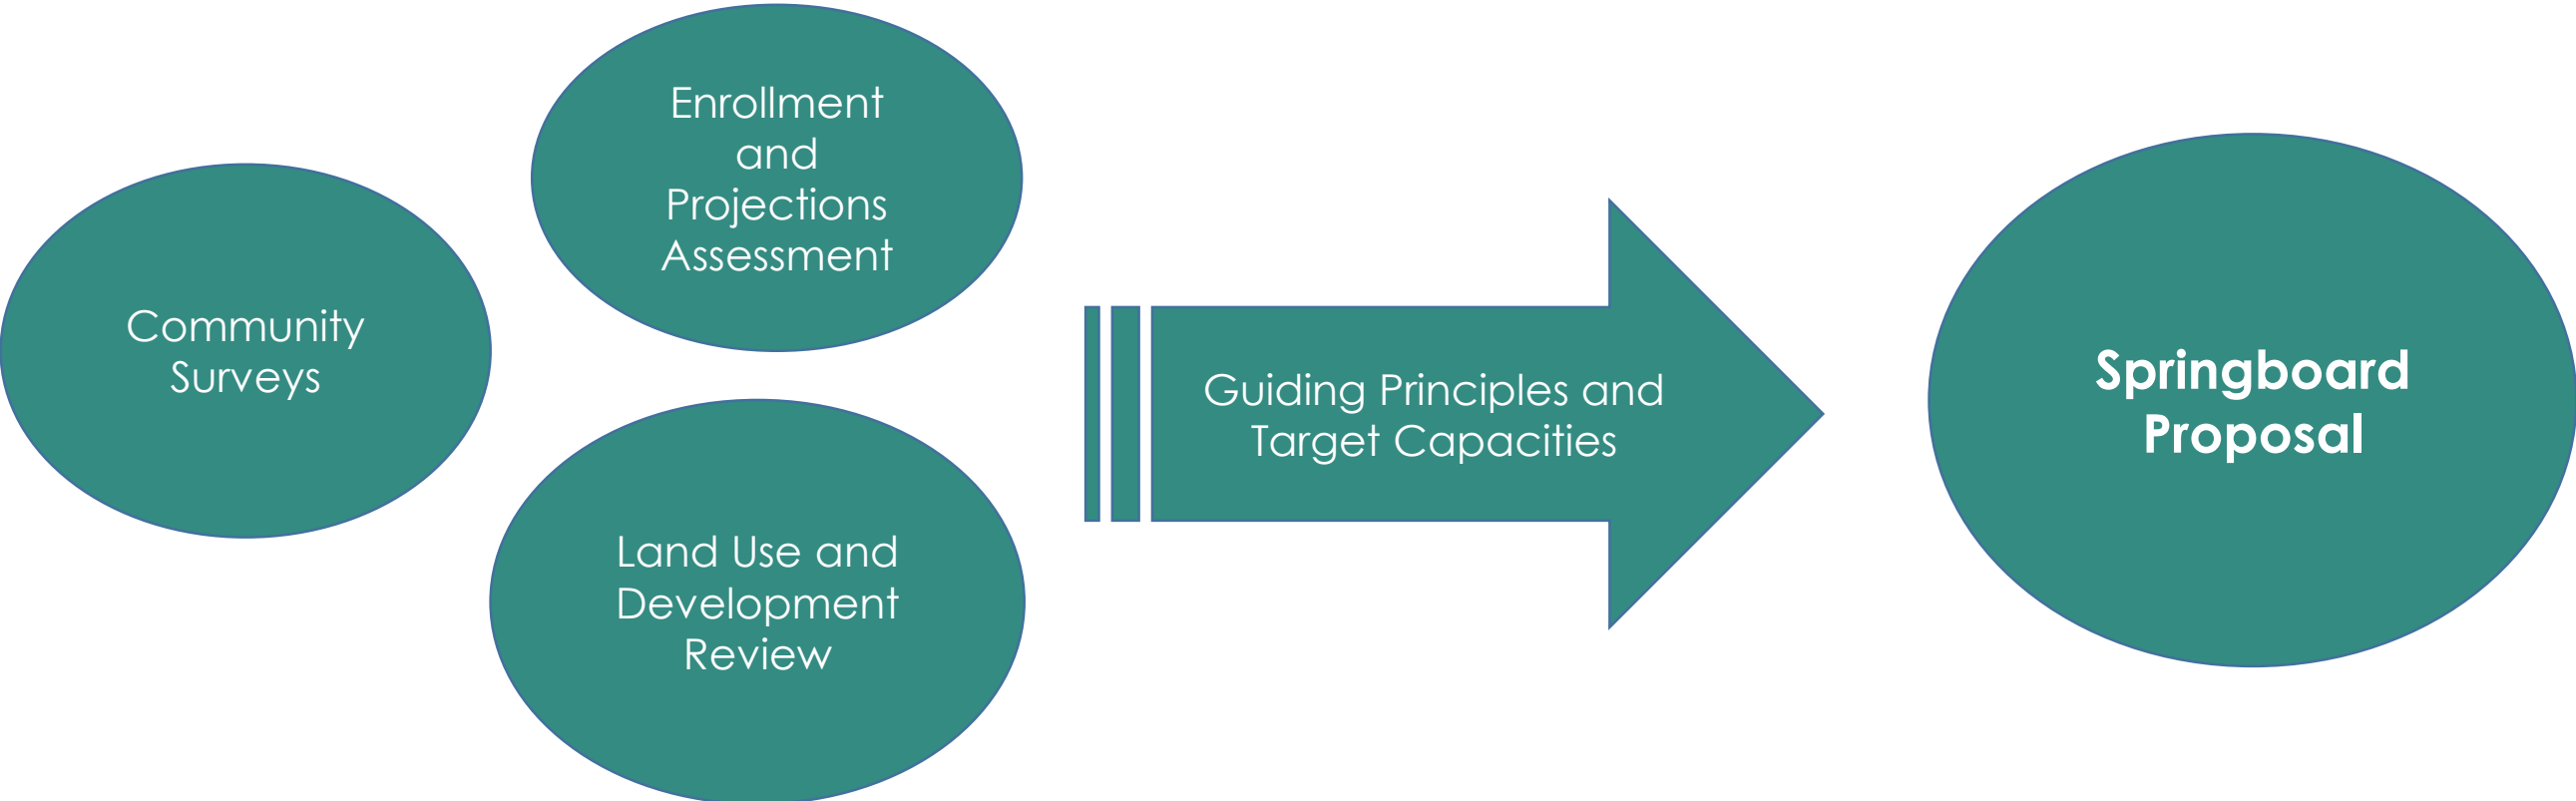 Community
Surveys
Enrollment
and
Projections
Assessment
Land Use and
Development
Review
Guiding Principles and
Target Capacities
Springboard
Proposal